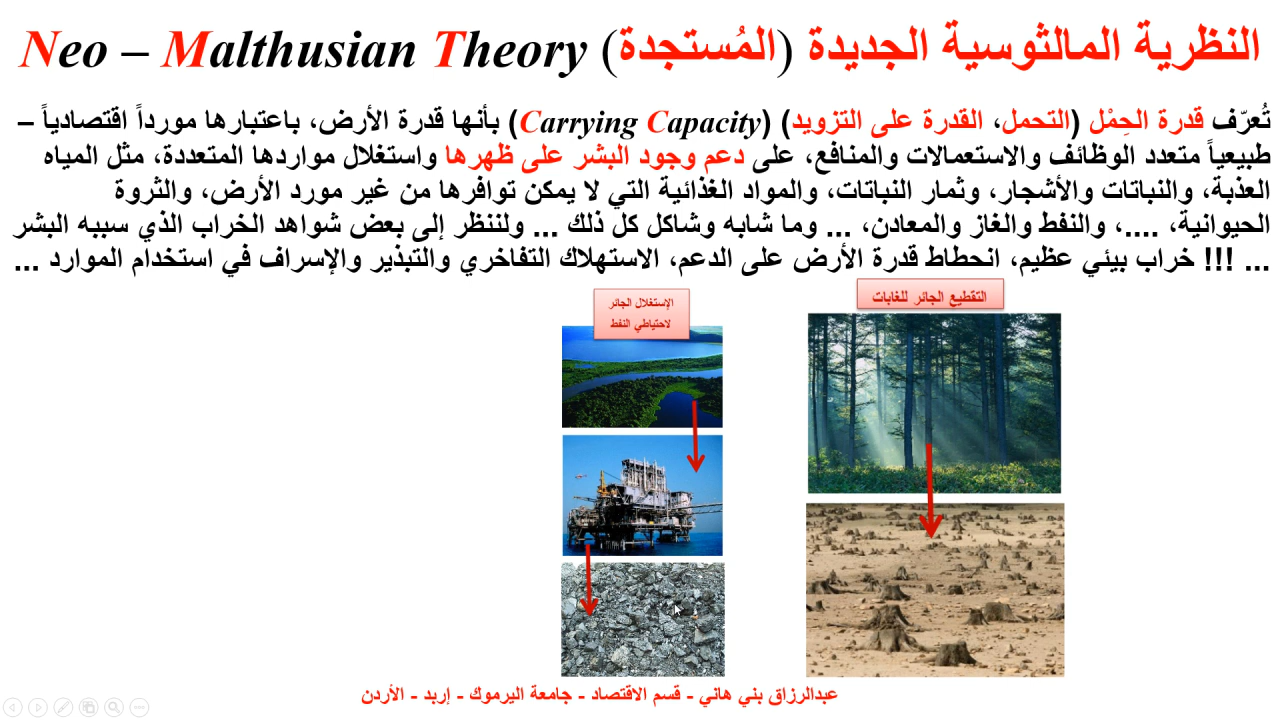 النظرية المالثوسية الجديدة (المُستجدة) Neo – Malthusian Theory
تُعرّف قدرة الحِمْل (التحمل، القدرة على التزويد) (Carrying Capacity) بأنها قدرة الأرض، باعتبارها مورداً اقتصادياً –
طبيعياً متعدد الوظائف والاستعمالات والمنافع، على دعم وجود البشر على ظهرها واستغلال مواردها المتعددة، مثل المياه
العذبة، والنباتات والأشجار، وثمار النباتات، والمواد الغذائية التي لا يمكن توافرها من غير مورد الأرض، والثروة
الحيوانية، ....، والنفط والغاز والمعادن، ... وما شابه وشاكل كل ذلك ... ولننظر إلى بعض شواهد الخراب الذي سببه البشر
... !!! خراب بيئي عظيم، انحطاط قدرة الأرض على الدعم، الاستهلاك التفاخري والتبذير والإسراف في استخدام الموارد ...
التقطيع الجائر للغابات
الإستغلال الجائر
لاحتياطي النفط
عبدالرزاق بني هاني - قسم الاقتصاد - جامعة اليرموك - إربد - الأردن